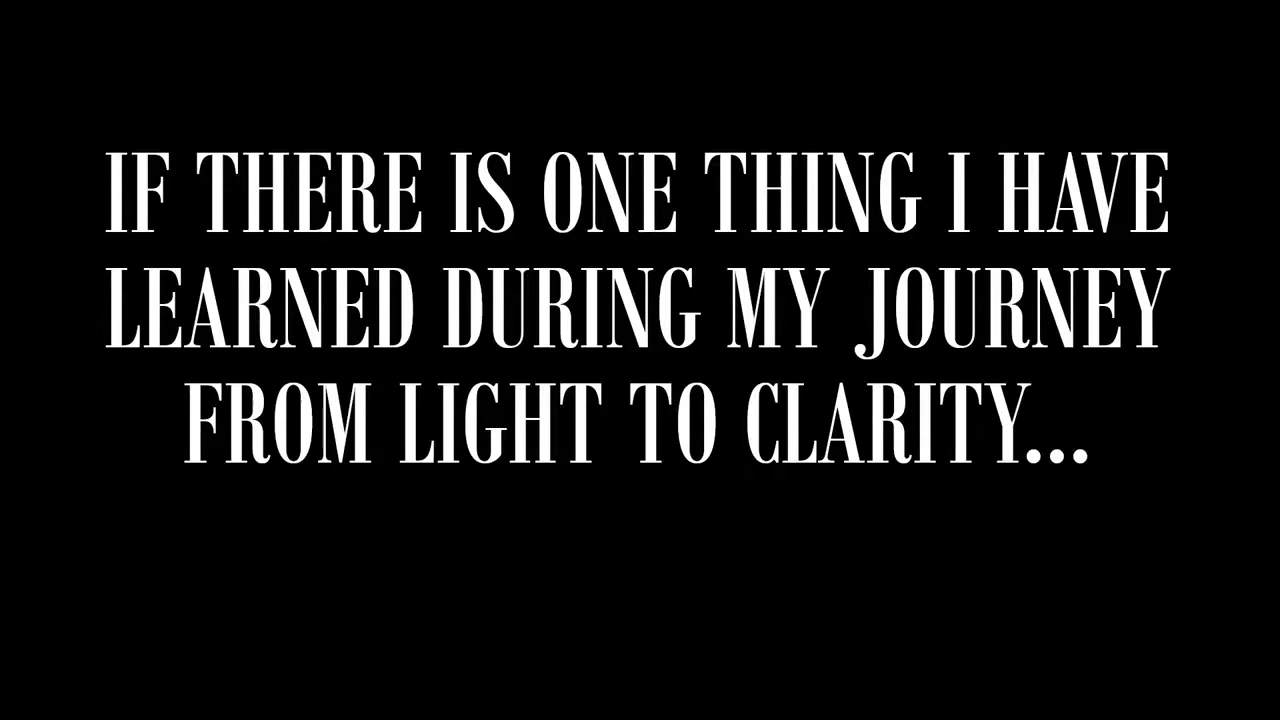 IF THERE IS ONE THING I HAVE
LEARNED DURING MY JOURNEY
FROM LIGHT TO CLARITY...